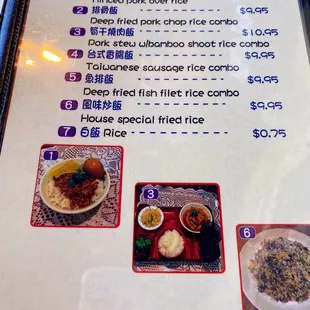 Minced pork over rice
2 排骨飯 $9.95
Deep fried pork chop rice combo
3 筍干燒肉飯 $10.95
Pork stew w/bamboo shoot rice combo
4 台式香腸飯 $9.95
Taiwanese sausage rice combo
5 魚排飯 $9.95
Deep fried fish filet rice combo
6 風味炒飯 $9.95
House special fried rice
7 白飯 Rice $0.75
1
3
6